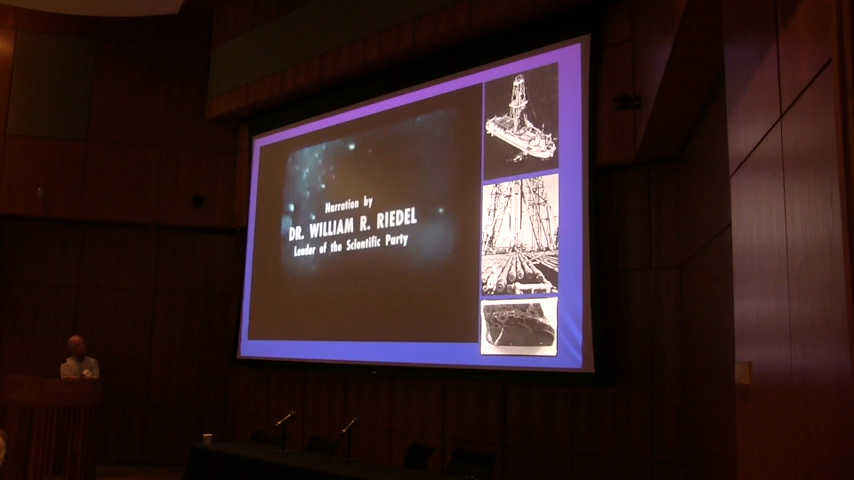 Narration by
DR. WILLIAM R. RIEDEL
Leader of the Scientific Party